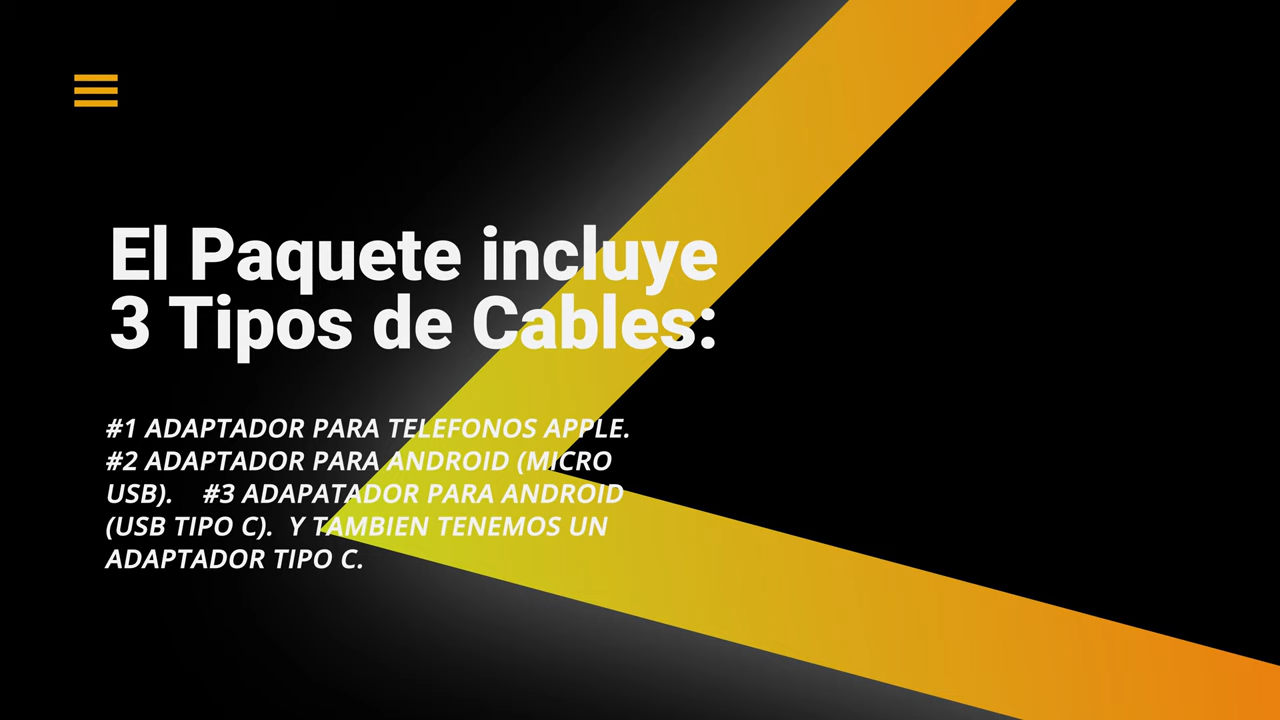 El Paquete incluye
3 Tipos de Cables:
#1 ADAPTADOR PARA TELEFONOS APPLE.
#2 ADAPTADOR PARA ANDROID (MICRO
USB). #3 ADAPATADOR PARA ANDROID
(USB TIPO C). Y TAMBIEN TENEMOS UN
ADAPTADOR TIPO C.